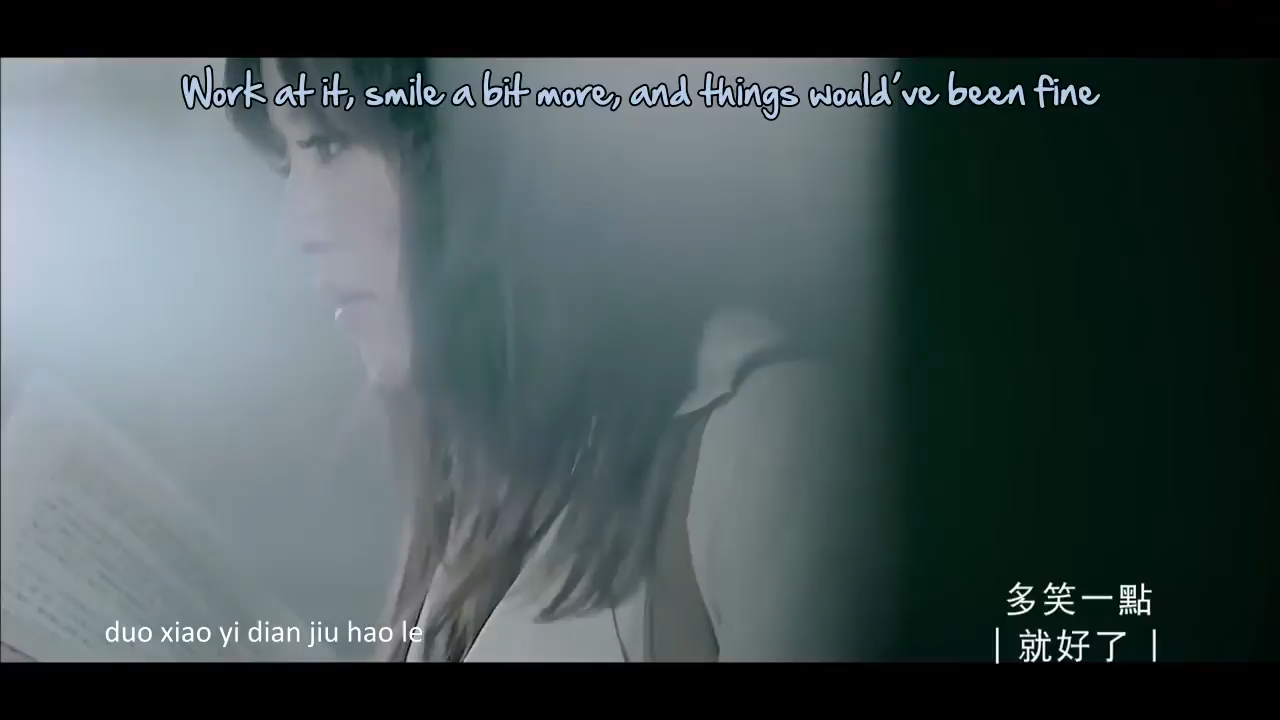 Work at it, smile a bit more, and things would've been fine
多笑一點
| 就好了 |
duo xiao yi dian jiu hao le